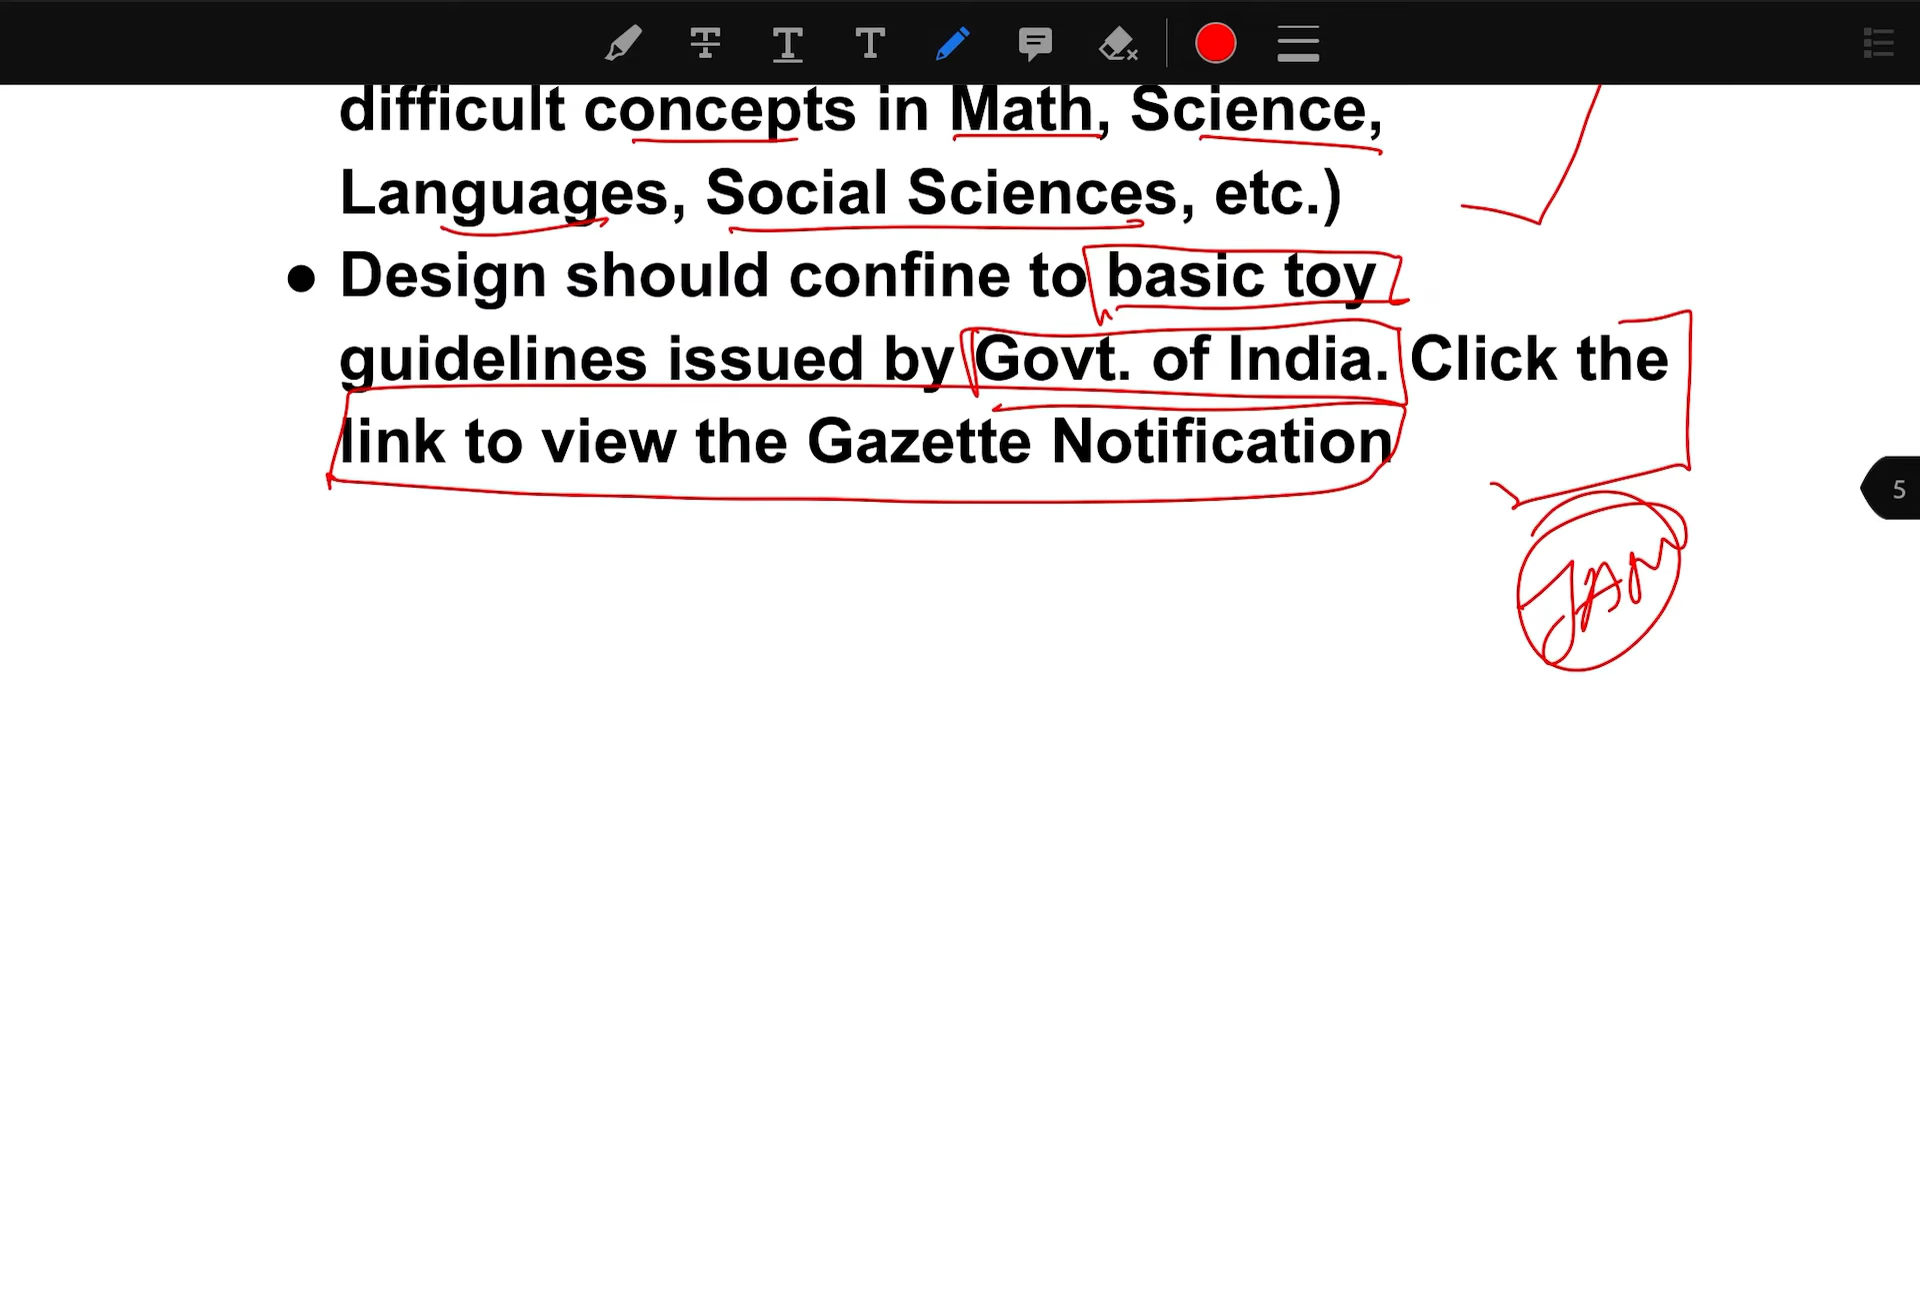 difficult concepts in Math, Science,
Languages, Social Sciences, etc.)
● Design should confine to basic toy
guidelines issued by Govt. of India. Click the
link to view the Gazette Notification
5
JAM